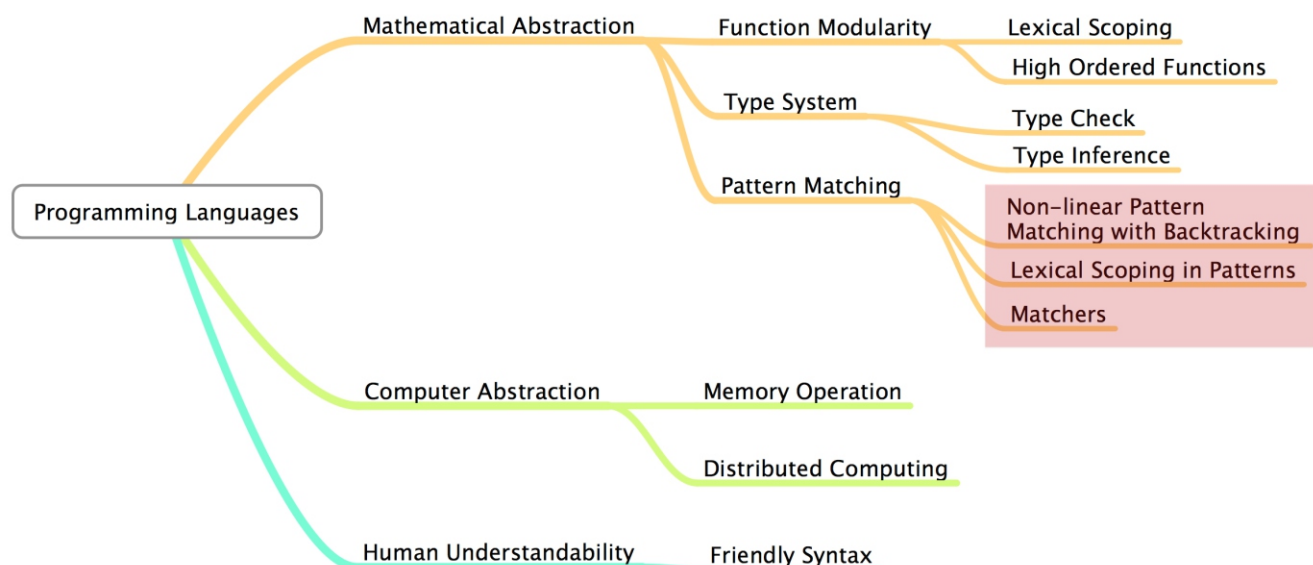 Programming Languages
Mathematical Abstraction
Function Modularity
Lexical Scoping
High Ordered Functions
Type System
Type Check
Type Inference
Pattern Matching
Non-linear Pattern
Matching with Backtracking
Lexical Scoping in Patterns
Matchers
Computer Abstraction
Memory Operation
Distributed Computing
Human Understandability
Friendly Syntax